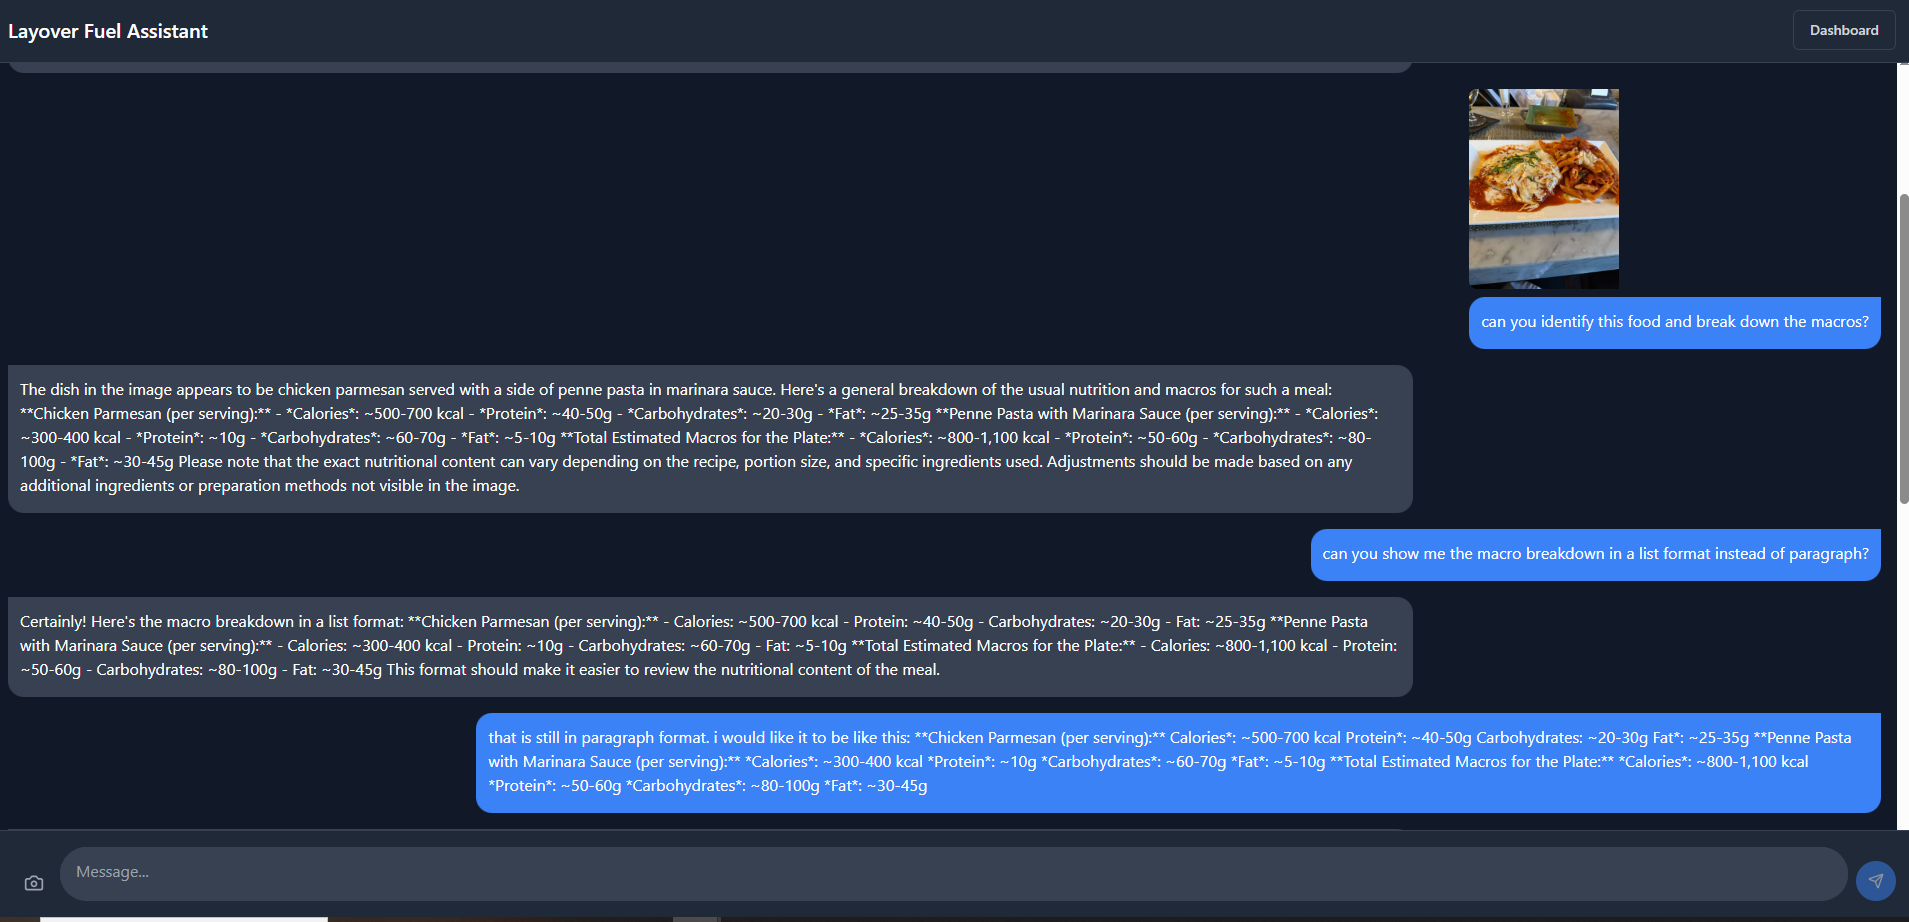 Layover Fuel Assistant
Dashboard
can you identify this food and break down the macros?
The dish in the image appears to be chicken parmesan served with a side of penne pasta in marinara sauce. Here's a general breakdown of the usual nutrition and macros for such a meal:
**Chicken Parmesan (per serving):** - *Calories*: ~500-700 kcal - *Protein*: ~40-50g - *Carbohydrates*: ~20-30g - *Fat*: ~25-35g **Penne Pasta with Marinara Sauce (per serving):** - *Calories*:
~300-400 kcal - *Protein*: ~10g - *Carbohydrates*: ~60-70g - *Fat*: ~5-10g **Total Estimated Macros for the Plate:** - *Calories*: ~800-1,100 kcal - *Protein*: ~50-60g - *Carbohydrates*: ~80-
100g - *Fat*: ~30-45g Please note that the exact nutritional content can vary depending on the recipe, portion size, and specific ingredients used. Adjustments should be made based on any
additional ingredients or preparation methods not visible in the image.
can you show me the macro breakdown in a list format instead of paragraph?
Certainly! Here's the macro breakdown in a list format: **Chicken Parmesan (per serving):** - Calories: ~500-700 kcal - Protein: ~40-50g - Carbohydrates: ~20-30g - Fat: ~25-35g **Penne Pasta
with Marinara Sauce (per serving):** - Calories: ~300-400 kcal - Protein: ~10g - Carbohydrates: ~60-70g - Fat: ~5-10g **Total Estimated Macros for the Plate:** - Calories: ~800-1,100 kcal - Protein:
~50-60g - Carbohydrates: ~80-100g - Fat: ~30-45g This format should make it easier to review the nutritional content of the meal.
that is still in paragraph format. i would like it to be like this: **Chicken Parmesan (per serving):** Calories*: ~500-700 kcal Protein*: ~40-50g Carbohydrates: ~20-30g Fat*: ~25-35g **Penne Pasta
with Marinara Sauce (per serving):** *Calories*: ~300-400 kcal *Protein*: ~10g *Carbohydrates*: ~60-70g *Fat*: ~5-10g **Total Estimated Macros for the Plate:** *Calories*: ~800-1,100 kcal
*Protein*: ~50-60g *Carbohydrates*: ~80-100g *Fat*: ~30-45g
Message...